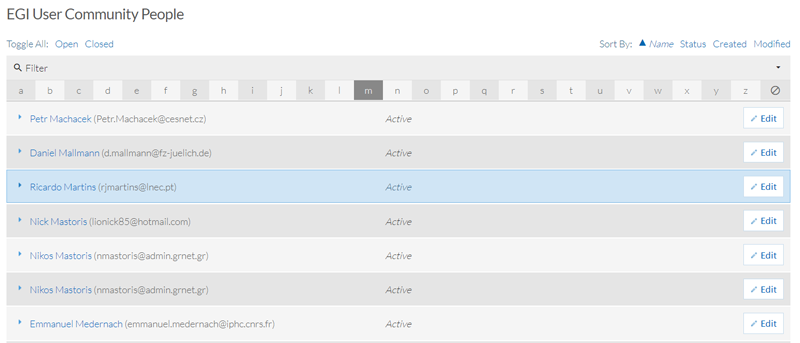 EGI User Community People
Toggle All: Open Closed Sort By: Name Status Created Modified
Filter
a b c d e f g h i j k l m n o p q r s t u v w x y z
Petr Machacek (Petr.Machacek@cesnet.cz) Active Edit
Daniel Mallmann (d.mallmann@fz-juelich.de) Active Edit
Ricardo Martins (rjmartins@lnec.pt) Active Edit
Nick Mastoris (lionick85@hotmail.com) Active Edit
Nikos Mastoris (nmastoris@admin.grnet.gr) Active Edit
Nikos Mastoris (nmastoris@admin.grnet.gr) Active Edit
Emmanuel Medernach (emmanuel.medernach@iphc.cnrs.fr) Active Edit